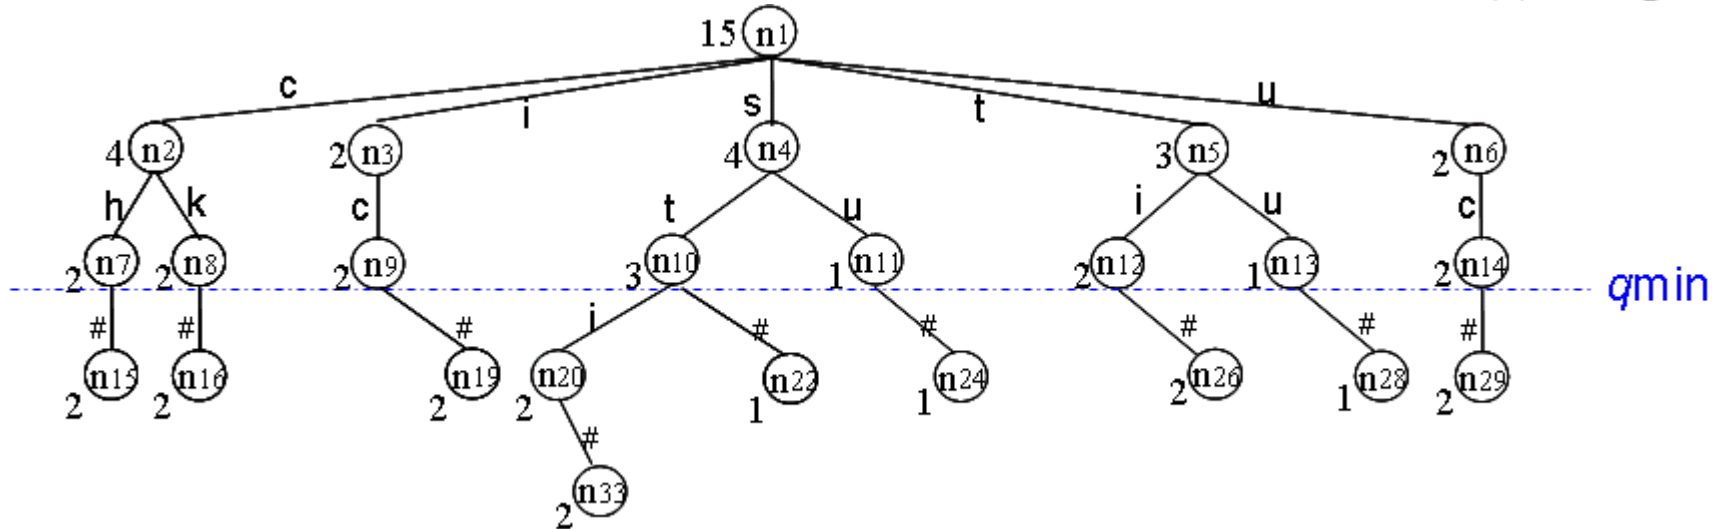 15 n1
c i s t u
4 n2 2 n3 4 n4 3 n5 2 n6
h k c t u i u c
2 n7 2 n8 2 n9 3 n10 1 n11 2 n12 1 n13 2 n14
qmin
# # # i # # # # #
2 n15 2 n16 2 n19 2 n20 1 n22 1 n24 2 n26 1 n28 2 n29
#
2 n33